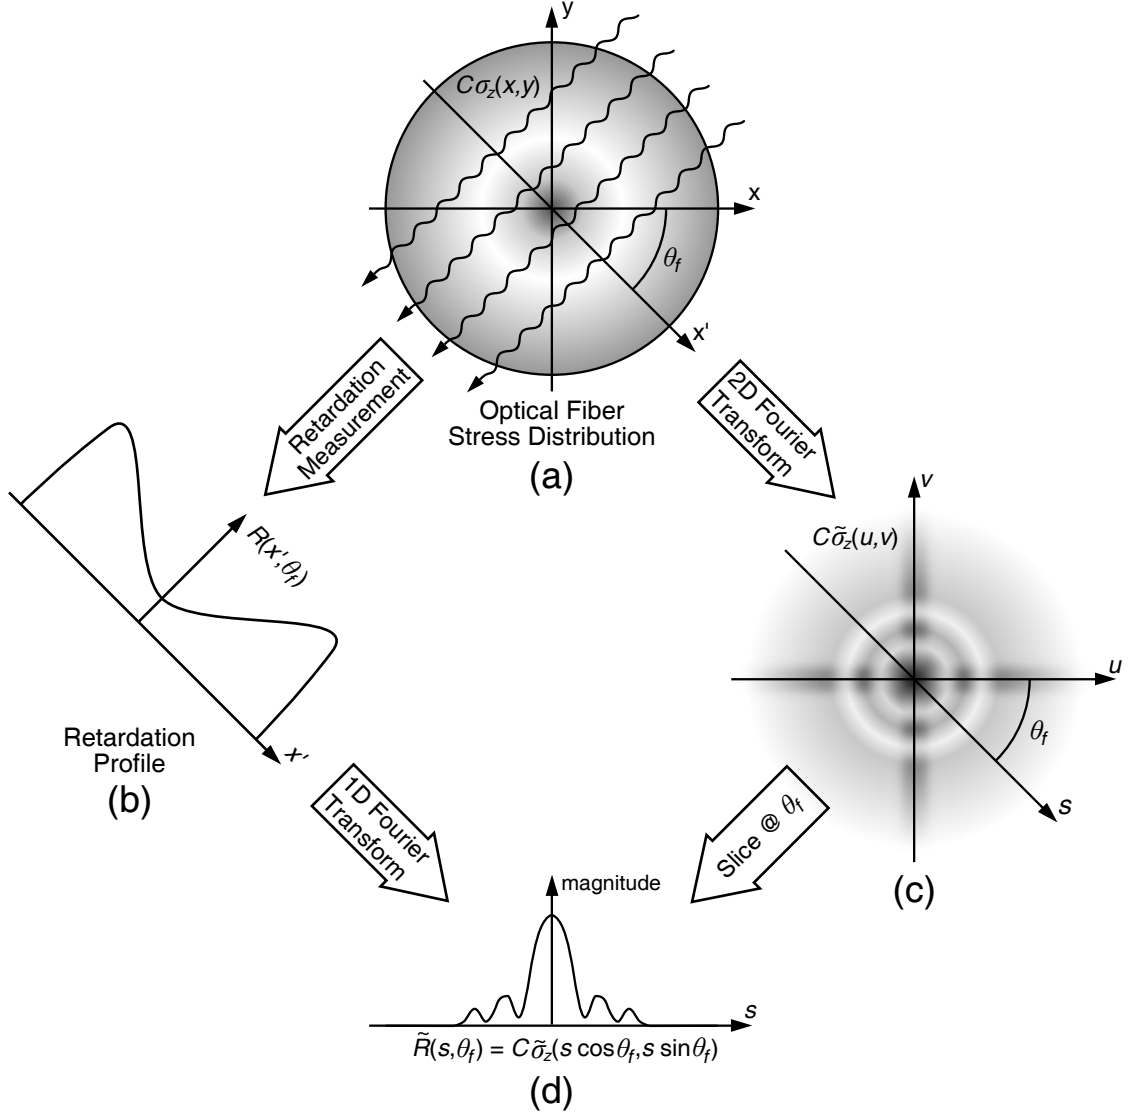 y
Cσz(x,y)
x
θf
x'
Retardation
Measurement
Optical Fiber
Stress Distribution
(a)
2D Fourier
Transform
R(x',θf)
x'
Retardation
Profile
(b)
v
Cσ̃z(u,v)
u
θf
s
(c)
1D Fourier
Transform
Slice @ θf
magnitude
s
R̃(s,θf) = Cσ̃z(s cosθf,s sinθf)
(d)